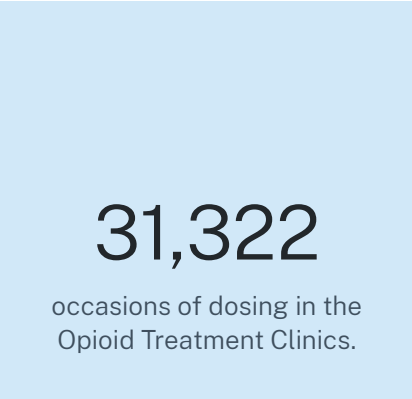 31,322
occasions of dosing in the
Opioid Treatment Clinics.